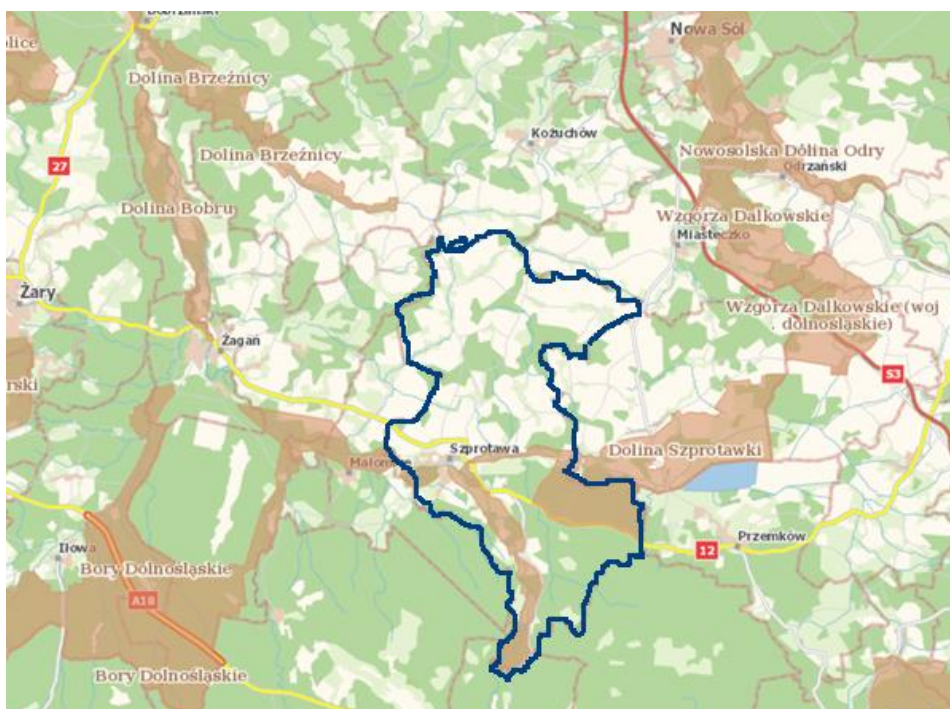 Nowa Sól
Dolina Brzeźnicy
Kożuchów
Dolina Brzeźnicy
Nowosolska Dolina Odry
27
Odrzański
Dolina Bobru
Wzgórza Dalkowskie
Miasteczko
Żary
Wzgórza Dalkowskie (woj
. dolnośląskie)
Żagań
S3
Szprotawa
Dolina Szprotawki
Przemków
12
Iłowa
Bory Dolnośląskie
A18
Bory Dolnośląskie